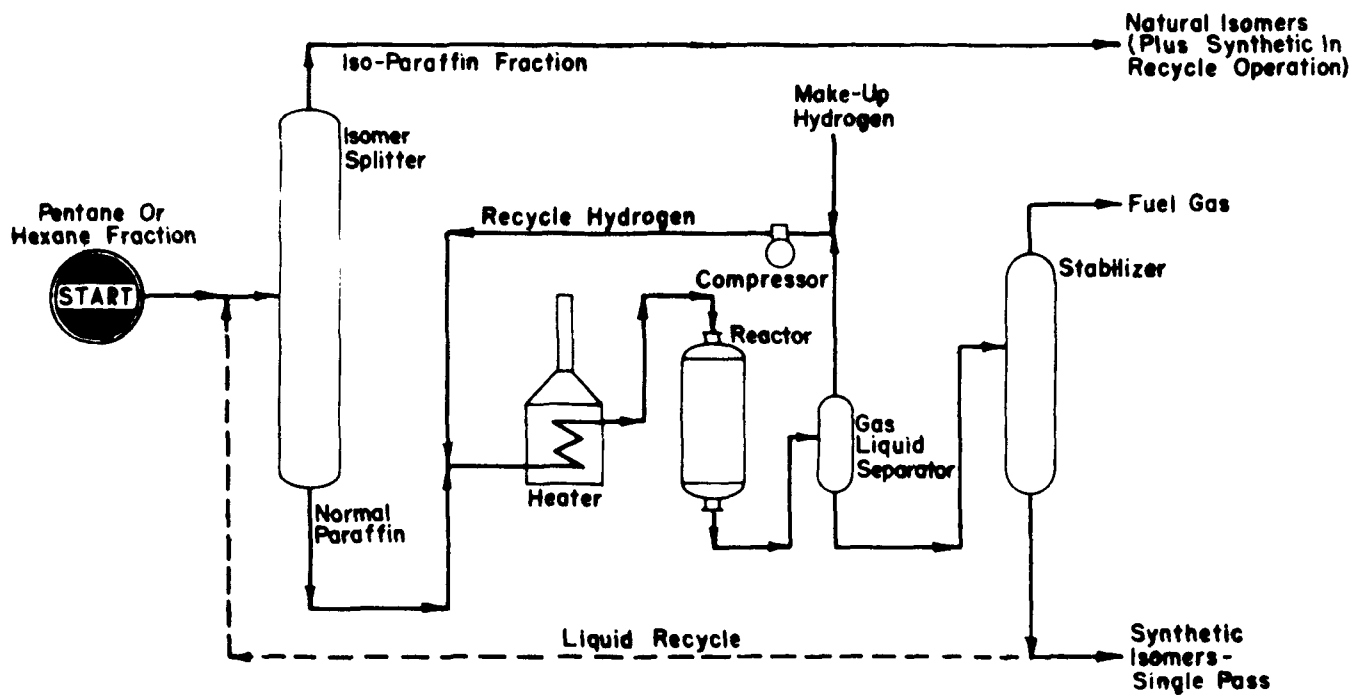 Natural Isomers
(Plus Synthetic In
Recycle Operation)
Iso-Paraffin Fraction
Make-Up
Hydrogen
Isomer
Splitter
Pentane Or
Hexane Fraction
START
Recycle Hydrogen
Compressor
Fuel Gas
Stabilizer
Reactor
Gas
Liquid
Separator
Heater
Normal
Paraffin
Liquid Recycle
Synthetic
Isomers-
Single Pass